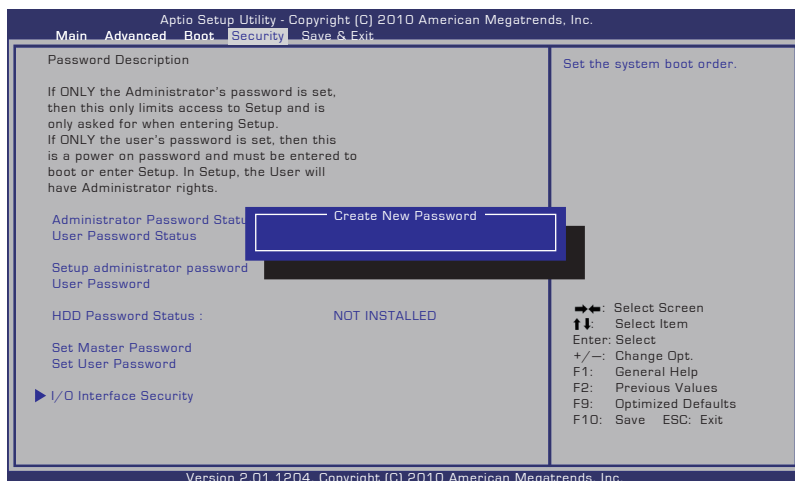 Aptio Setup Utility - Copyright (C) 2010 American Megatrends, Inc.
Main Advanced Boot Security Save & Exit
Password Description
If ONLY the Administrator's password is set,
then this only limits access to Setup and is
only asked for when entering Setup.
If ONLY the user's password is set, then this
is a power on password and must be entered to
boot or enter Setup. In Setup, the User will
have Administrator rights.
Administrator Password Statu
User Password Status
Create New Password
Setup administrator password
User Password
HDD Password Status : NOT INSTALLED
Set Master Password
Set User Password
I/O Interface Security
Set the system boot order.
→←: Select Screen
↑↓: Select Item
Enter: Select
+/—: Change Opt.
F1: General Help
F2: Previous Values
F9: Optimized Defaults
F10: Save ESC: Exit
Version 2.01.1204. Copyright (C) 2010 American Megatrends, Inc.